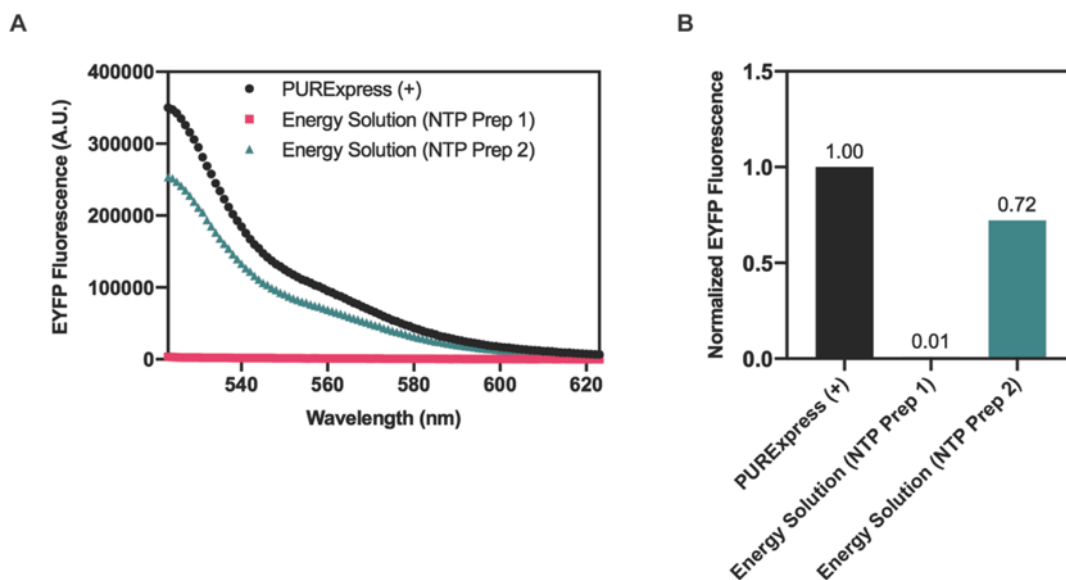 A
EYFP Fluorescence (A.U.)
400000
300000
200000
100000
0
PURExpress (+)
Energy Solution (NTP Prep 1)
Energy Solution (NTP Prep 2)
540
560
580
600
620
Wavelength (nm)
B
Normalized EYFP Fluorescence
1.5
1.0
0.5
0.0
1.00
0.01
0.72
PURExpress (+)
Energy Solution (NTP Prep 1)
Energy Solution (NTP Prep 2)